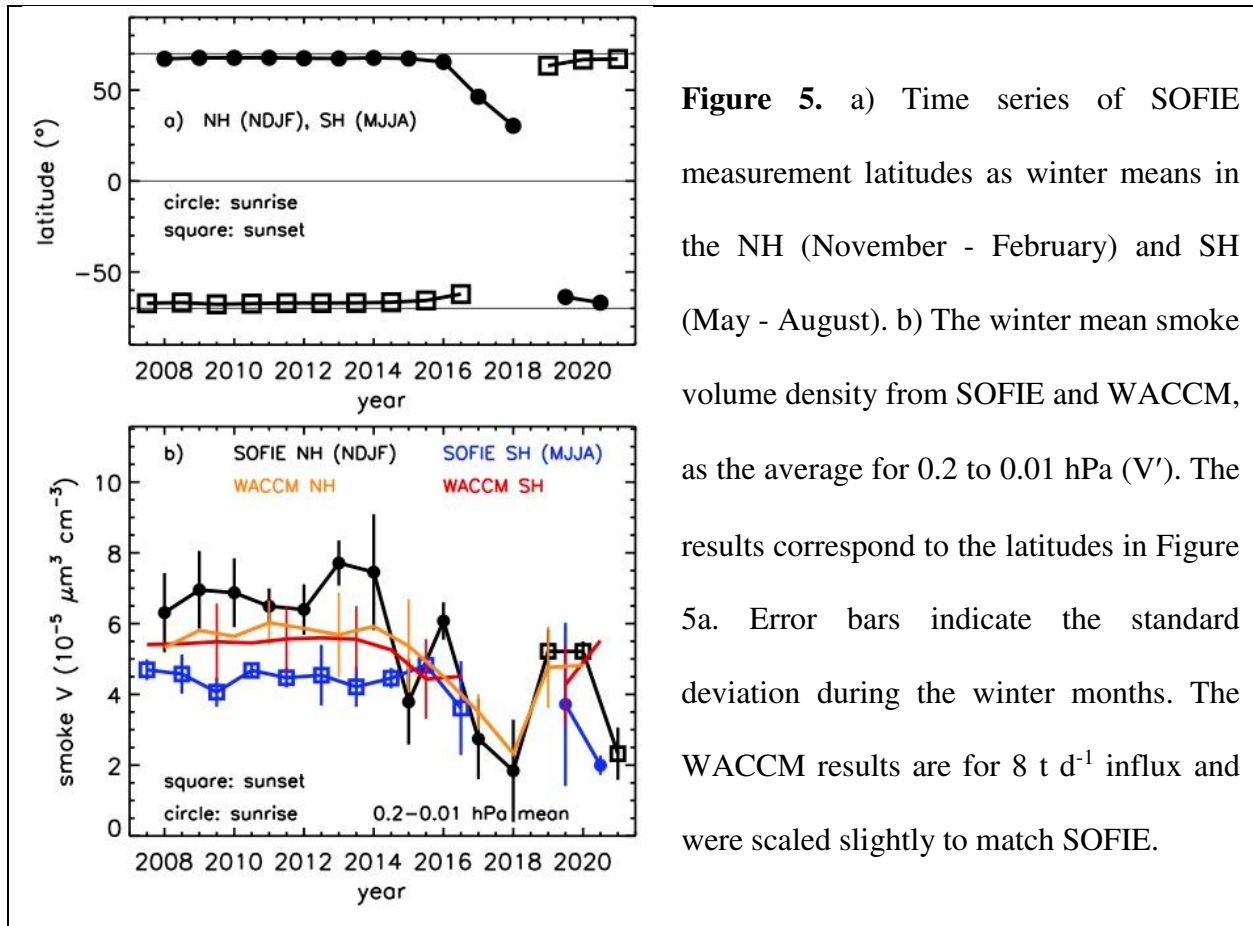 50
0
−50
latitude (°)
a) NH (NDJF), SH (MJJA)
circle: sunrise
square: sunset
2008 2010 2012 2014 2016 2018 2020
year
10
8
6
4
2
0
smoke V (10⁻⁵ μm³ cm⁻³)
b) SOFIE NH (NDJF) SOFIE SH (MJJA)
WACCM NH WACCM SH
square: sunset
circle: sunrise 0.2−0.01 hPa mean
2008 2010 2012 2014 2016 2018 2020
year
Figure 5. a) Time series of SOFIE
measurement latitudes as winter means in
the NH (November - February) and SH
(May - August). b) The winter mean smoke
volume density from SOFIE and WACCM,
as the average for 0.2 to 0.01 hPa (V′). The
results correspond to the latitudes in Figure
5a. Error bars indicate the standard
deviation during the winter months. The
WACCM results are for 8 t d⁻¹ influx and
were scaled slightly to match SOFIE.